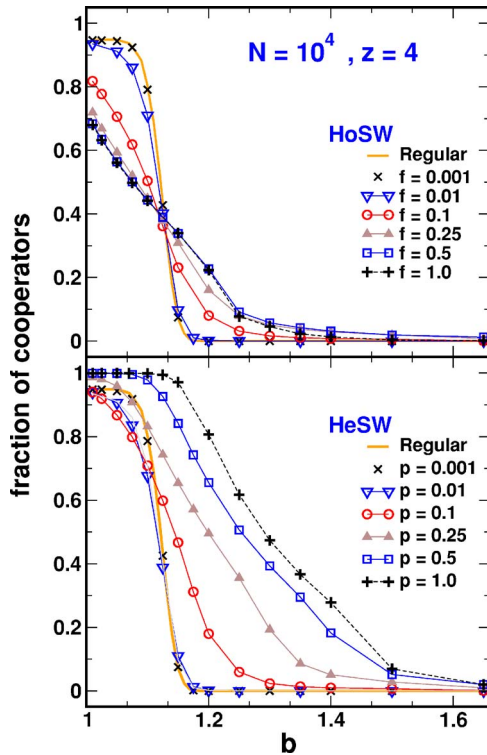 N = 10⁴ , z = 4
HoSW
Regular
f = 0.001
f = 0.01
f = 0.1
f = 0.25
f = 0.5
f = 1.0
1
0.8
0.6
0.4
0.2
0
fraction of cooperators
HeSW
Regular
p = 0.001
p = 0.01
p = 0.1
p = 0.25
p = 0.5
p = 1.0
1
0.8
0.6
0.4
0.2
0
1
1.2
1.4
1.6
b